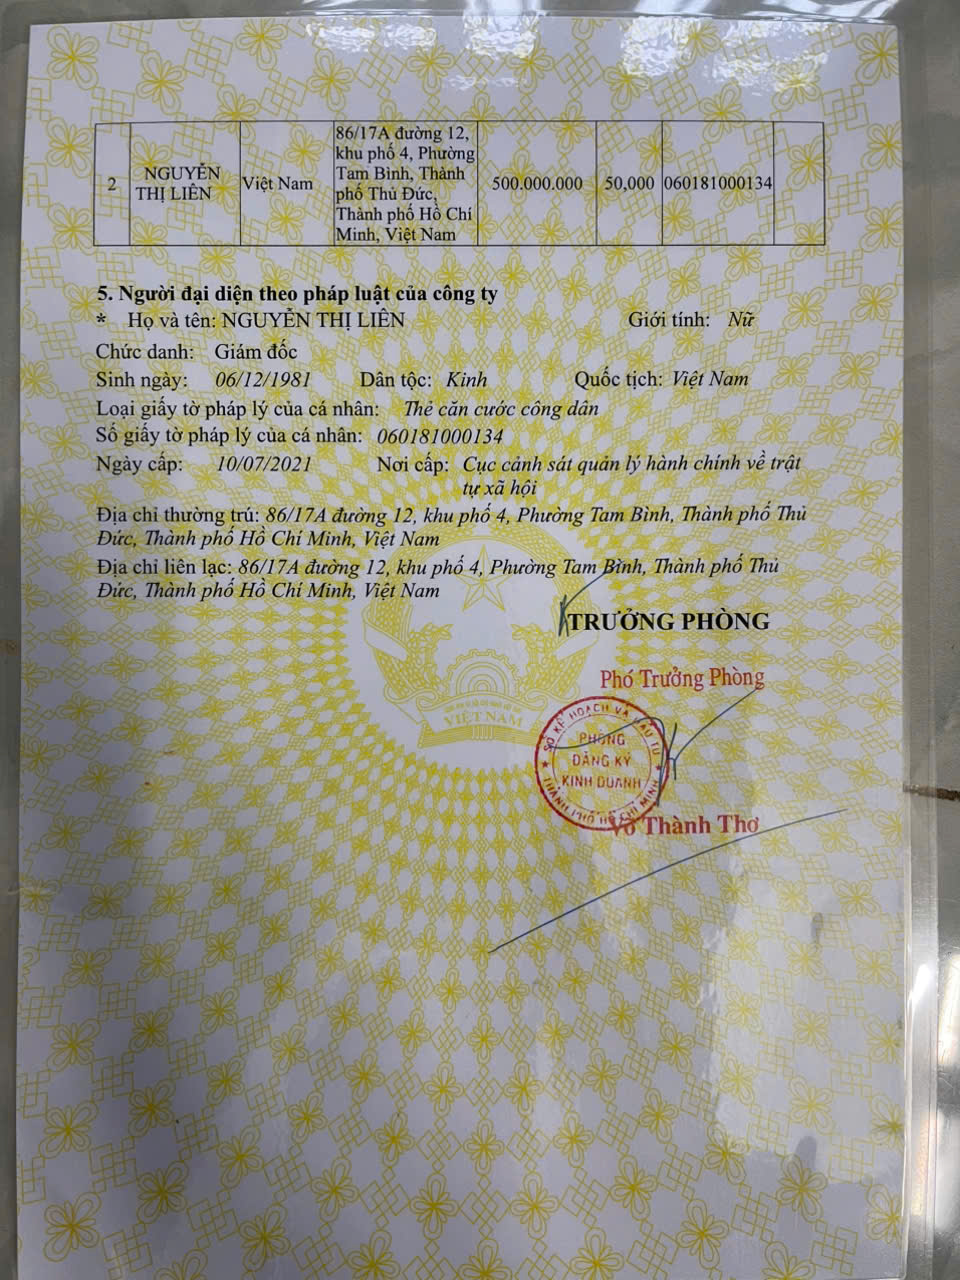 2
NGUYỄN
THỊ LIÊN
Việt Nam
86/17A đường 12,
khu phố 4, Phường
Tam Bình, Thành
phố Thủ Đức,
Thành phố Hồ Chí
Minh, Việt Nam
500.000.000
50,000
060181000134
5. Người đại diện theo pháp luật của công ty
* Họ và tên: NGUYỄN THỊ LIÊN Giới tính: Nữ
Chức danh: Giám đốc
Sinh ngày: 06/12/1981 Dân tộc: Kinh Quốc tịch: Việt Nam
Loại giấy tờ pháp lý của cá nhân: Thẻ căn cước công dân
Số giấy tờ pháp lý của cá nhân: 060181000134
Ngày cấp: 10/07/2021 Nơi cấp: Cục cảnh sát quản lý hành chính về trật
tự xã hội
Địa chỉ thường trú: 86/17A đường 12, khu phố 4, Phường Tam Bình, Thành phố Thủ
Đức, Thành phố Hồ Chí Minh, Việt Nam
Địa chỉ liên lạc: 86/17A đường 12, khu phố 4, Phường Tam Bình, Thành phố Thủ
Đức, Thành phố Hồ Chí Minh, Việt Nam
TRƯỞNG PHÒNG
Phó Trưởng Phòng
SỞ KẾ HOẠCH VÀ ĐẦU TƯ
PHÒNG
ĐĂNG KÝ
KINH DOANH
THÀNH PHỐ HỒ CHÍ MINH
Võ Thành Thơ
VIỆT NAM